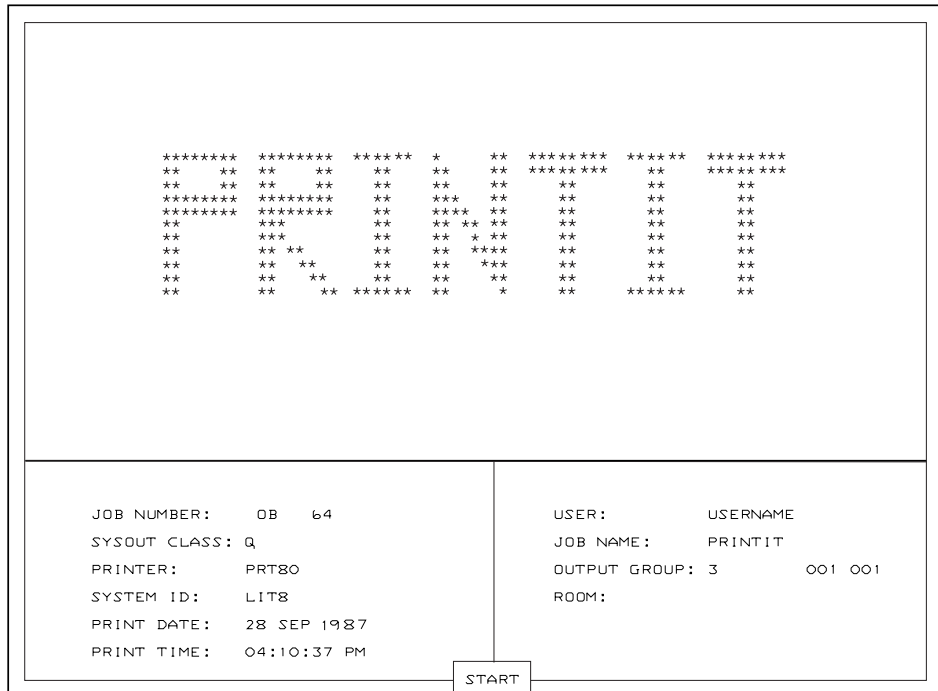 PRINTIT
JOB NUMBER: OB 64
SYSOUT CLASS: Q
PRINTER: PRT80
SYSTEM ID: LIT8
PRINT DATE: 28 SEP 1987
PRINT TIME: 04:10:37 PM
USER: USERNAME
JOB NAME: PRINTIT
OUTPUT GROUP: 3 001 001
ROOM:
START